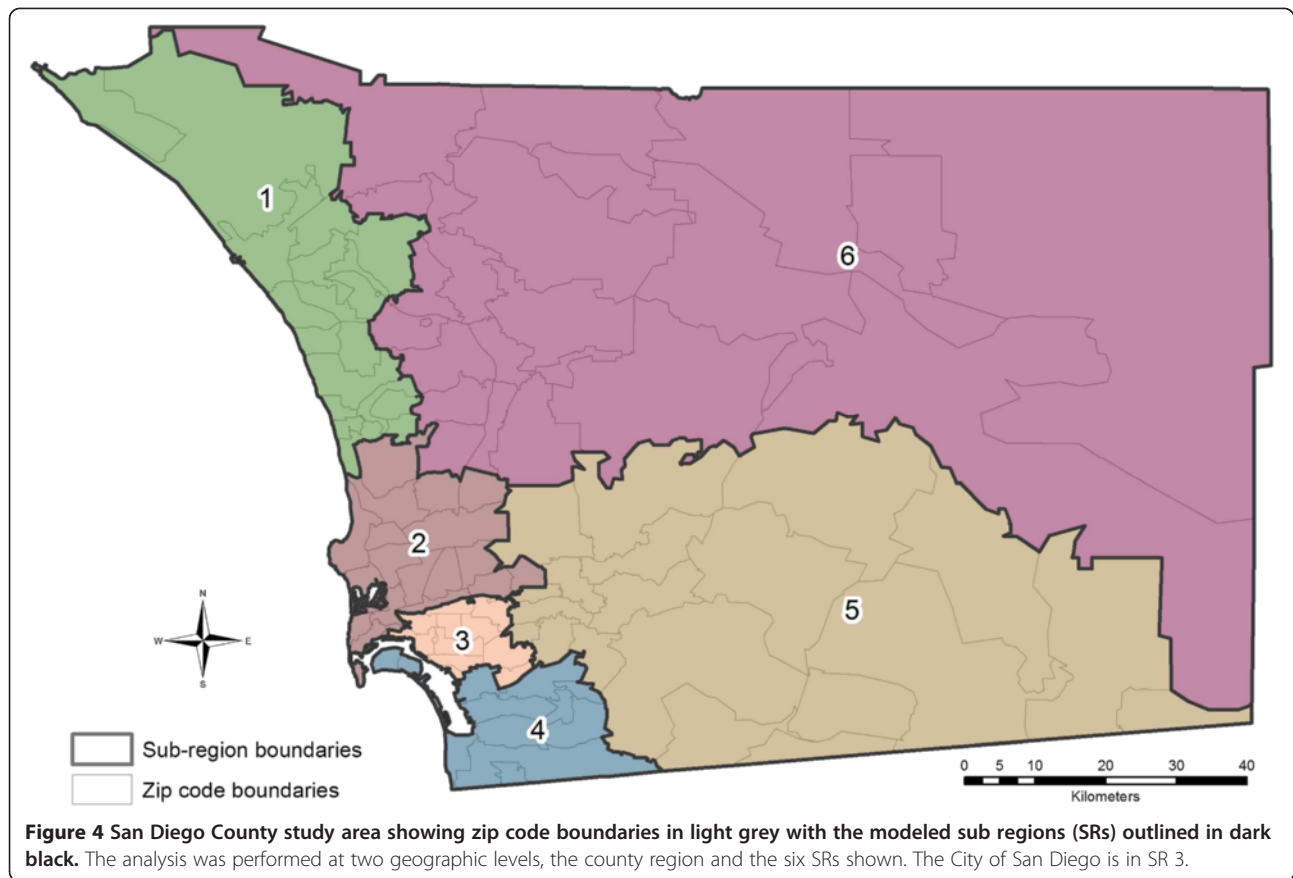 1
6
2
5
3
4
N
W E
S
Sub-region boundaries
Zip code boundaries
0 5 10 20 30 40
Kilometers
Figure 4 San Diego County study area showing zip code boundaries in light grey with the modeled sub regions (SRs) outlined in dark
black. The analysis was performed at two geographic levels, the county region and the six SRs shown. The City of San Diego is in SR 3.